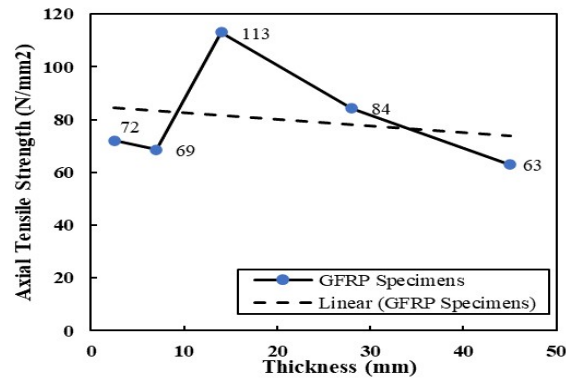 Axial Tensile Strength (N/mm2)
120
100
80
60
40
20
0
72
69
113
84
63
GFRP Specimens
Linear (GFRP Specimens)
0 10 20 30 40 50
Thickness (mm)